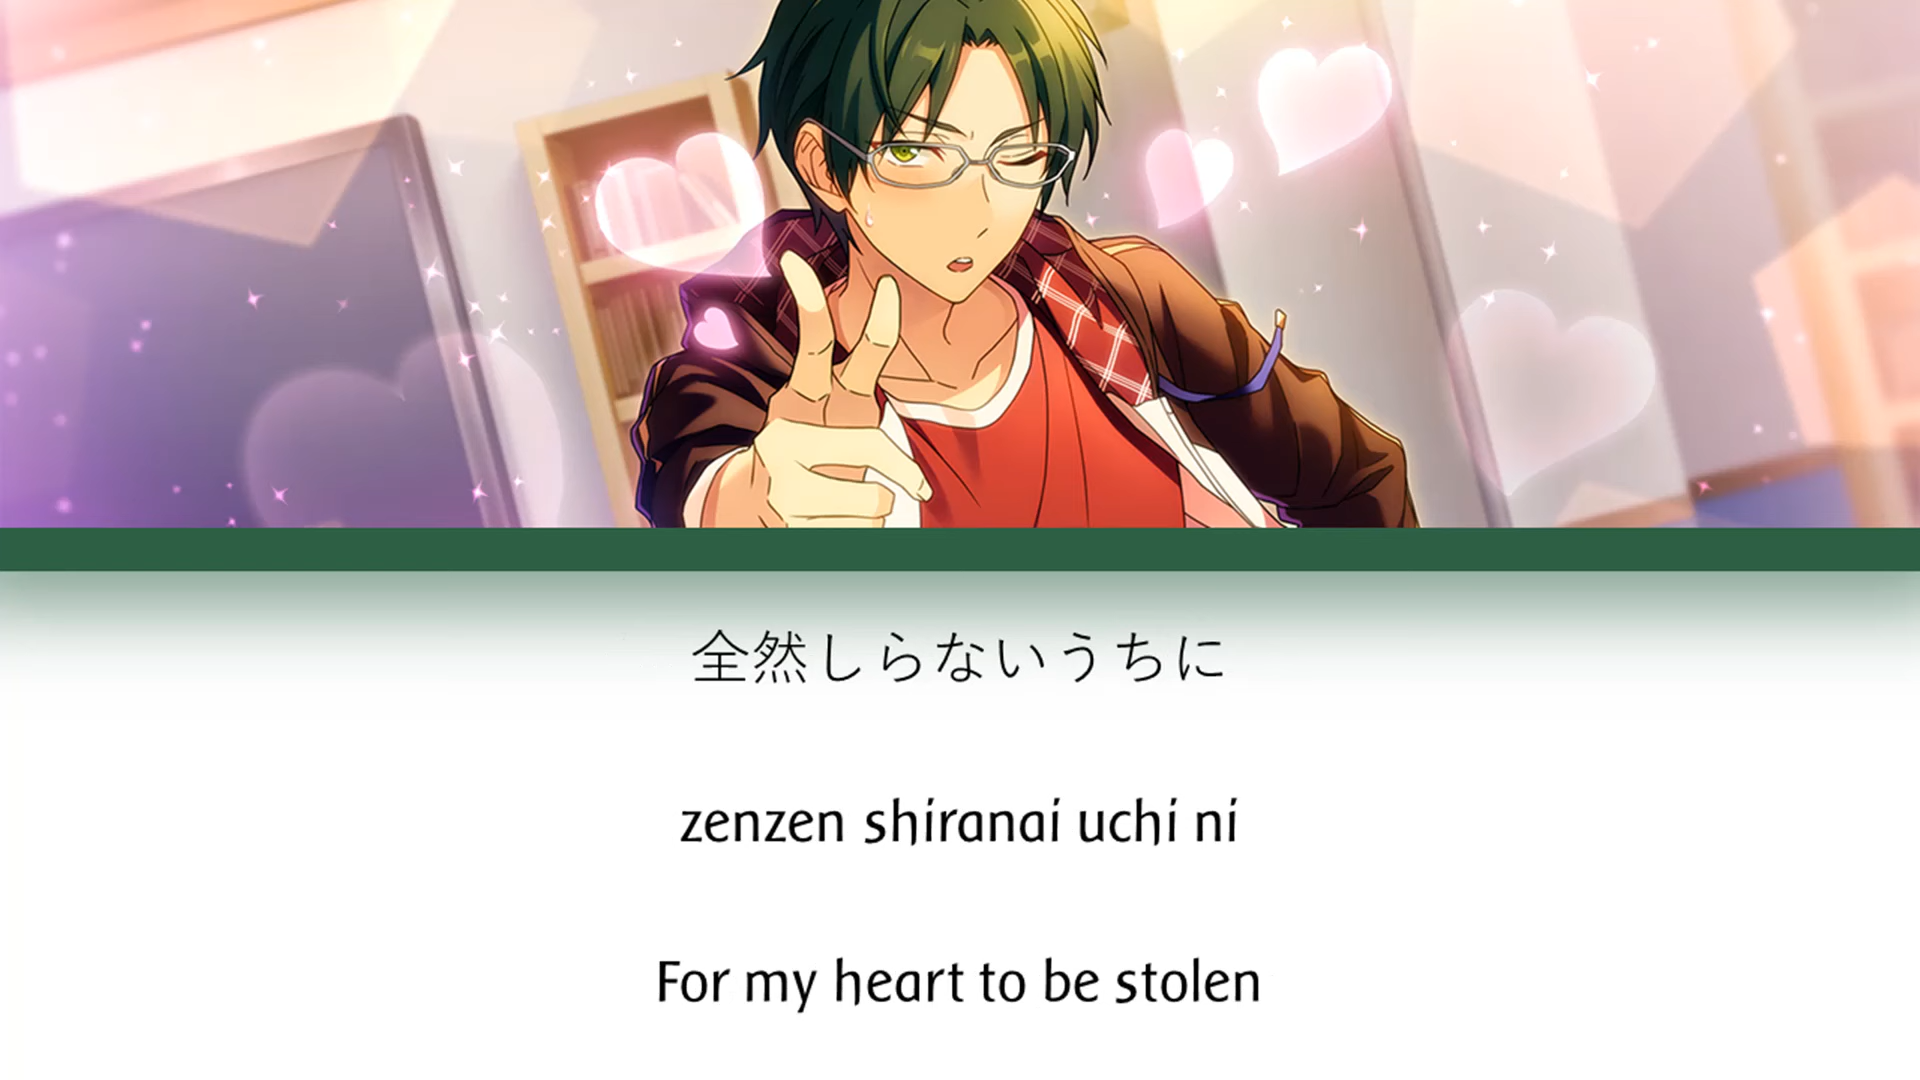 全然しらないうちに
zenzen shiranai uchi ni
For my heart to be stolen